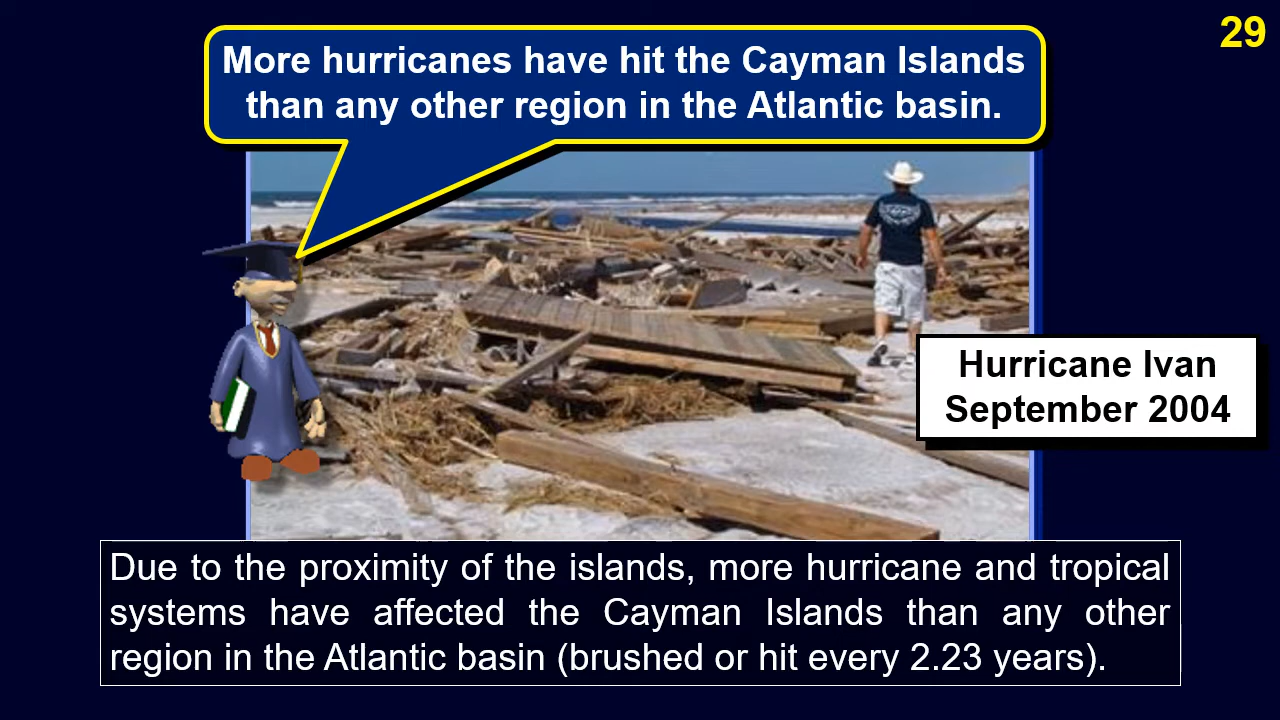 29
More hurricanes have hit the Cayman Islands
than any other region in the Atlantic basin.
Hurricane Ivan
September 2004
Due to the proximity of the islands, more hurricane and tropical
systems have affected the Cayman Islands than any other
region in the Atlantic basin (brushed or hit every 2.23 years).